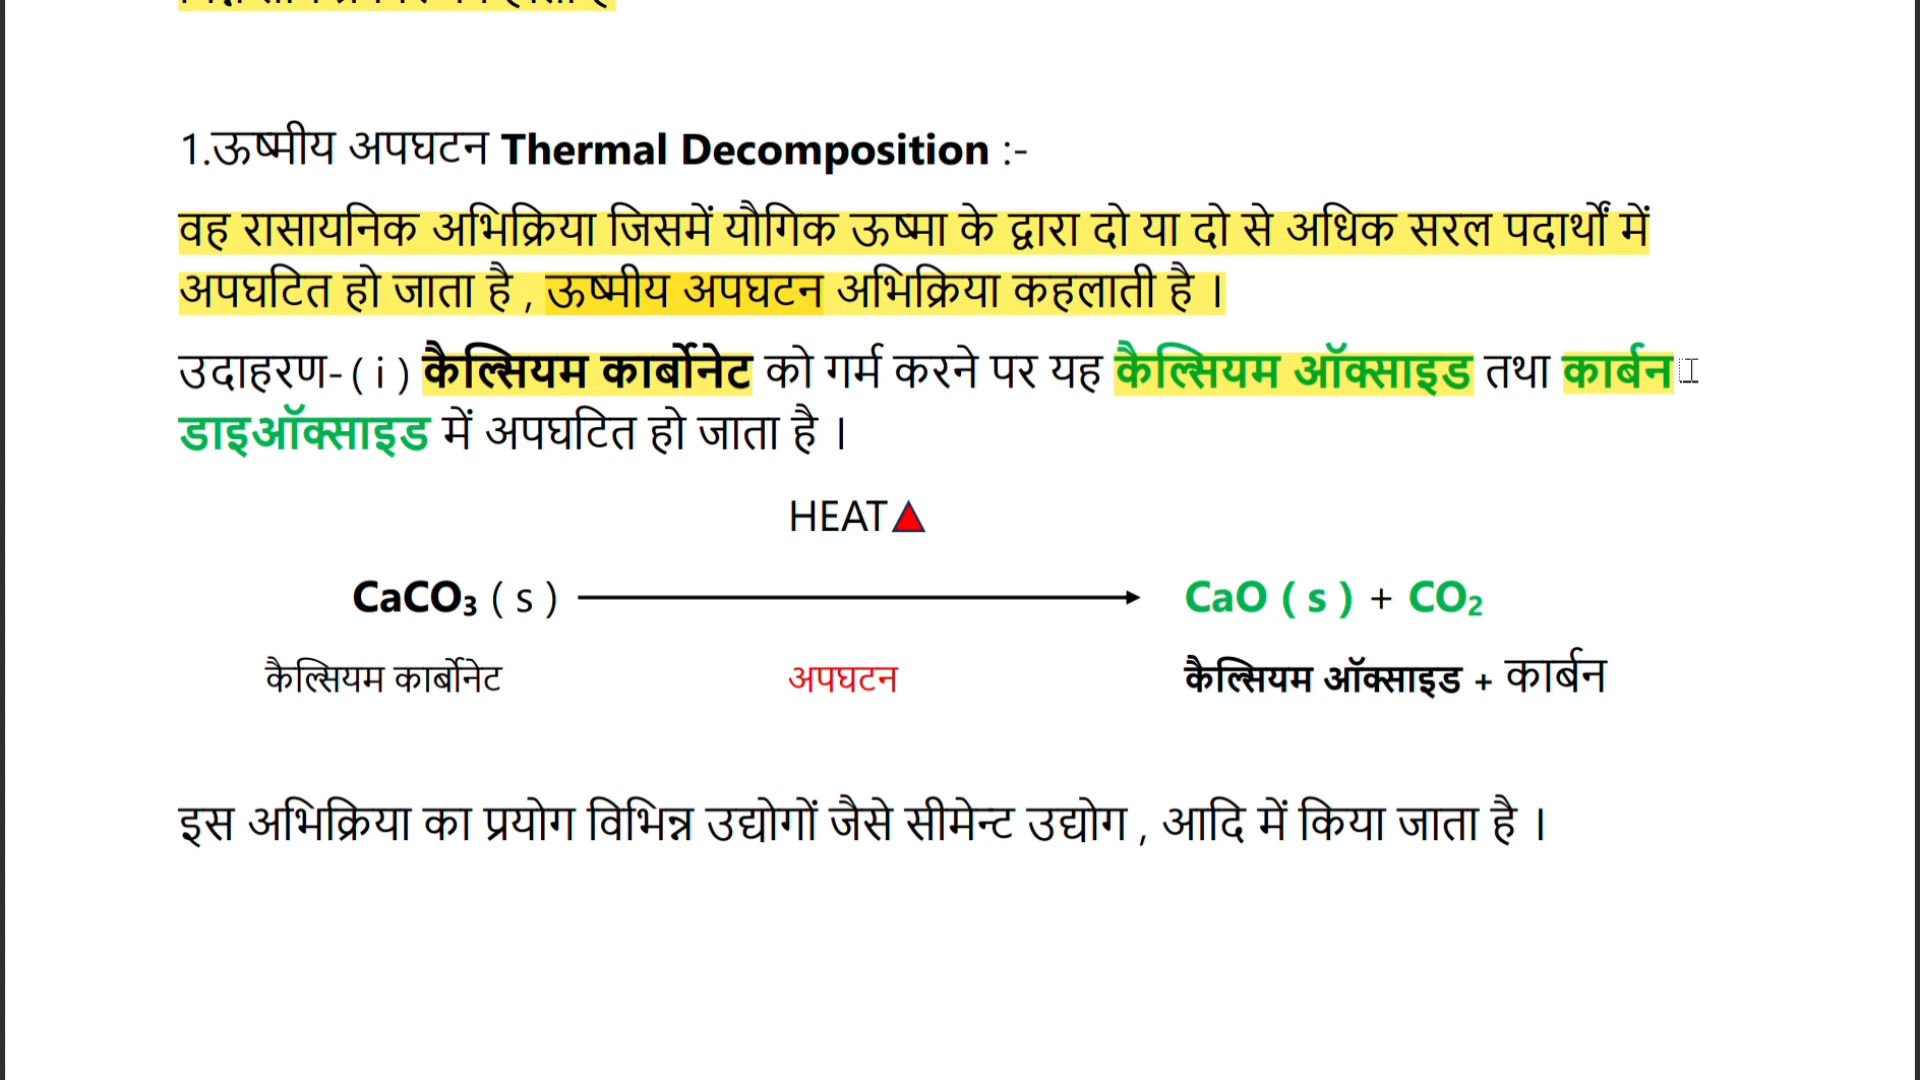 1.ऊष्मीय अपघटन Thermal Decomposition :-
वह रासायनिक अभिक्रिया जिसमें यौगिक ऊष्मा के द्वारा दो या दो से अधिक सरल पदार्थों में
अपघटित हो जाता है , ऊष्मीय अपघटन अभिक्रिया कहलाती है ।
उदाहरण- ( i ) कैल्सियम कार्बोनेट को गर्म करने पर यह कैल्सियम ऑक्साइड तथा कार्बन
डाइऑक्साइड में अपघटित हो जाता है ।
HEAT
CaCO₃ ( s ) CaO ( s ) + CO₂
कैल्सियम कार्बोनेट अपघटन कैल्सियम ऑक्साइड + कार्बन
इस अभिक्रिया का प्रयोग विभिन्न उद्योगों जैसे सीमेन्ट उद्योग , आदि में किया जाता है ।